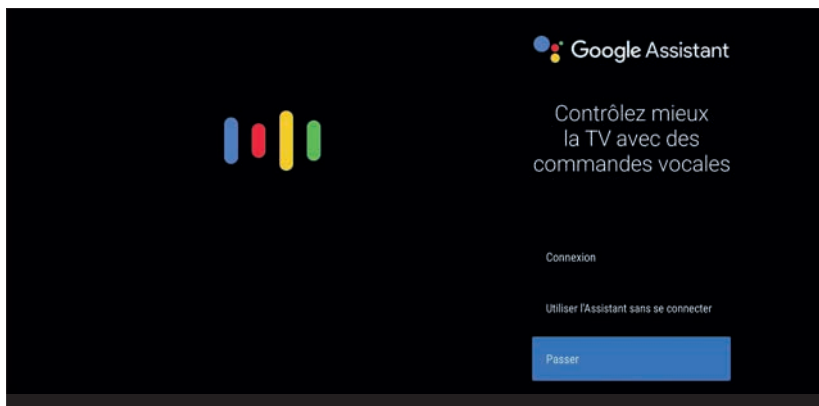 Google Assistant
Contrôlez mieux
la TV avec des
commandes vocales
Connexion
Utiliser l'Assistant sans se connecter
Passer